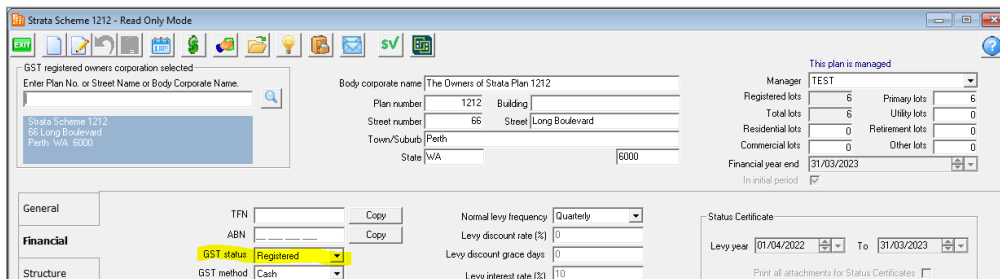 Strata Scheme 1212 - Read Only Mode
EXIT
GST registered owners corporation selected
Enter Plan No. or Street Name or Body Corporate Name.
Strata Scheme 1212
66 Long Boulevard
Perth WA 6000
Body corporate name The Owners of Strata Plan 1212
Plan number 1212 Building
Street number 66 Street Long Boulevard
Town/Suburb Perth
State WA 6000
This plan is managed
Manager TEST
Registered lots 6 Primary lots 6
Total lots 6 Utility lots 0
Residential lots 0 Retirement lots 0
Commercial lots 0 Other lots 0
Financial year end 31/03/2023
In initial period
General
Financial
Structure
TFN Copy
ABN Copy
GST status Registered
GST method Cash
Normal levy frequency Quarterly
Levy discount rate (%) 0
Levy discount grace days 0
Levy interest rate (%) 10
Status Certificate
Levy year 01/04/2022 To 31/03/2023
Print all attachments for Status Certificates